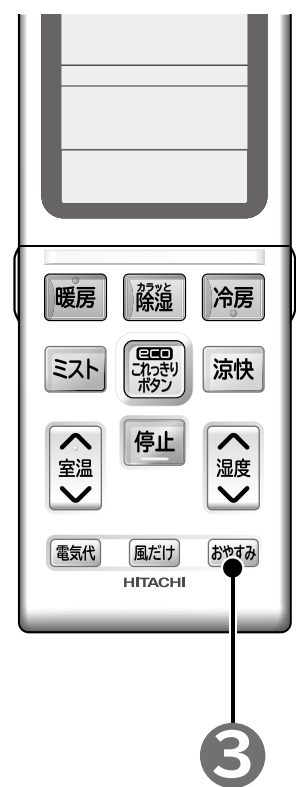 暖房
カラッと
除湿
冷房
ミスト
eco
これっきり
ボタン
涼快
室温
停止
湿度
電気代
風だけ
おやすみ
HITACHI
3